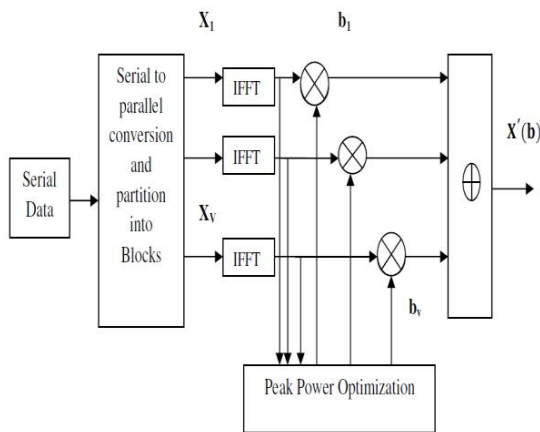 X1
b1
Serial to
parallel
conversion
and
partition
into
Blocks
IFFT
IFFT
X'(b)
Serial
Data
XV
IFFT
bv
Peak Power Optimization